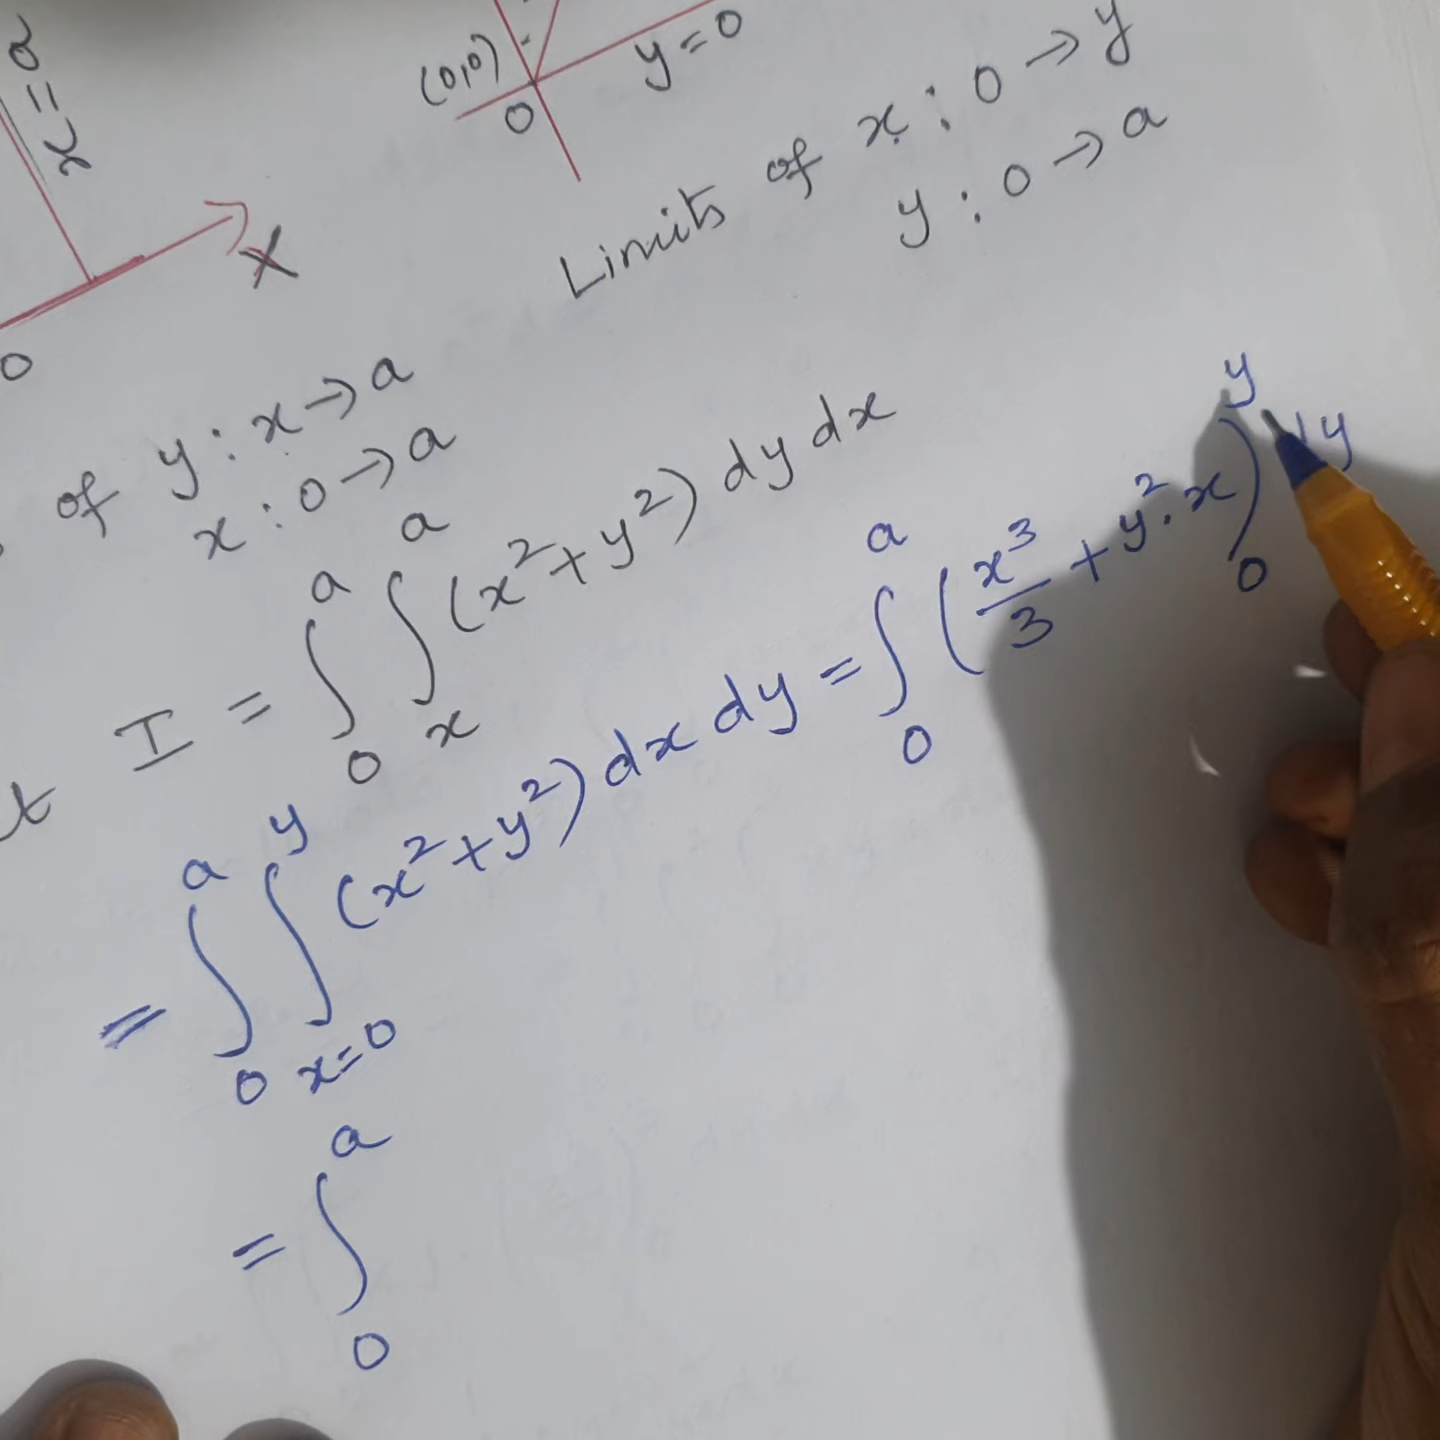 x=a
(0,0)
0
y=0
X
0
Limits of x : 0 → y
y : 0 → a
of y : x → a
x : 0 → a
I = ∫₀ᵃ ∫ₓᵃ (x²+y²) dy dx
= ∫₀ᵃ ∫ₓ₌₀ʸ (x²+y²) dx dy = ∫₀ᵃ (x³/3 + y².x)₀ʸ dy
= ∫₀ᵃ